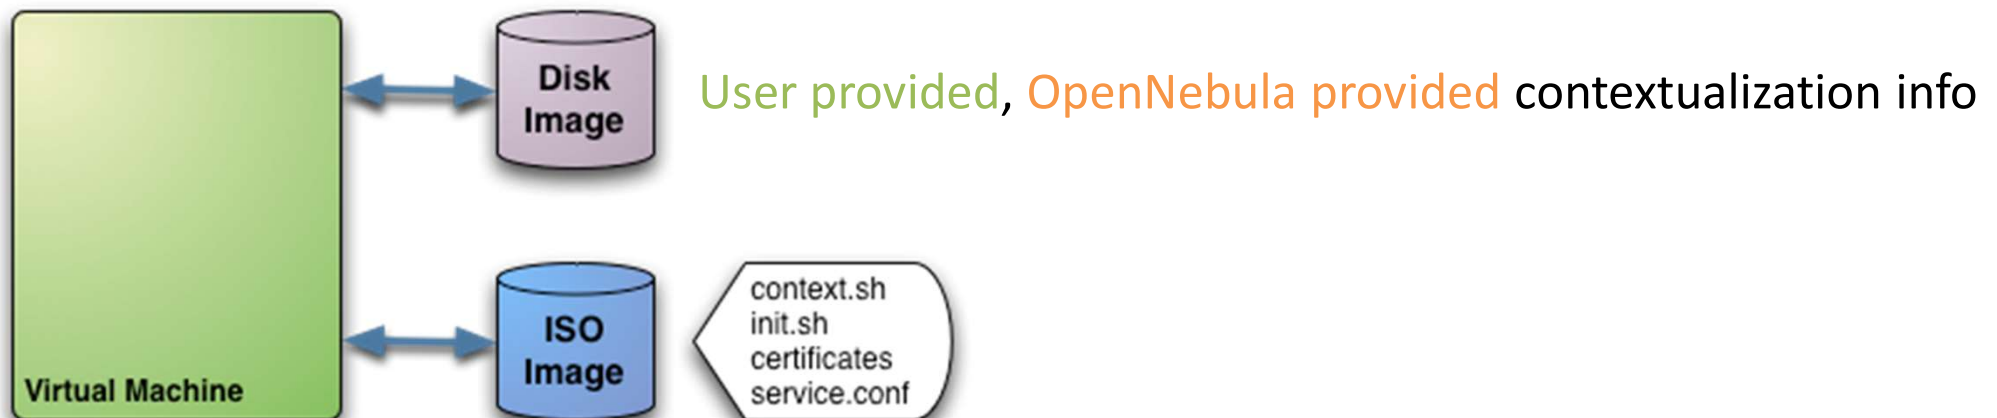 Disk
Image
User provided, OpenNebula provided contextualization info
Virtual Machine
ISO
Image
context.sh
init.sh
certificates
service.conf